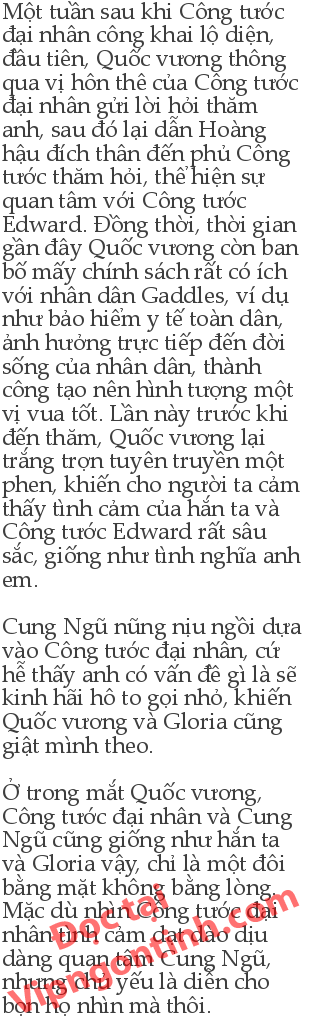 Một tuần sau khi Công tước
đại nhân công khai lộ diện,
đầu tiên, Quốc vương thông
qua vị hôn thê của Công tước
đại nhân gửi lời hỏi thăm
anh, sau đó lại dẫn Hoàng
hậu đích thân đến phủ Công
tước thăm hỏi, thể hiện sự
quan tâm với Công tước
Edward. Đồng thời, thời gian
gần đây Quốc vương còn ban
bố mấy chính sách rất có ích
với nhân dân Gaddles, ví dụ
như bảo hiểm y tế toàn dân,
ảnh hưởng trực tiếp đến đời
sống của nhân dân, thành
công tạo nên hình tượng một
vị vua tốt. Lần này trước khi
đến thăm, Quốc vương lại
trắng trợn tuyên truyền một
phen, khiến cho người ta cảm
thấy tình cảm của hắn ta và
Công tước Edward rất sâu
sắc, giống như tình nghĩa anh
em.

Cung Ngũ nũng nịu ngồi dựa
vào Công tước đại nhân, cứ
hễ thấy anh có vấn đề gì là sẽ
kinh hãi hô to gọi nhỏ, khiến
Quốc vương và Gloria cũng
giật mình theo.

Ở trong mắt Quốc vương,
Công tước đại nhân và Cung
Ngũ cũng giống như hắn ta
và Gloria vậy, chỉ là một đôi
bằng mặt không bằng lòng.
Mặc dù nhìn Công tước đại
nhân tình cảm dạt dào dịu
dàng quan tâm Cung Ngũ,
nhưng chủ yếu là diễn cho
bọn họ nhìn mà thôi.
Đọc tại
Vipngontinh.com